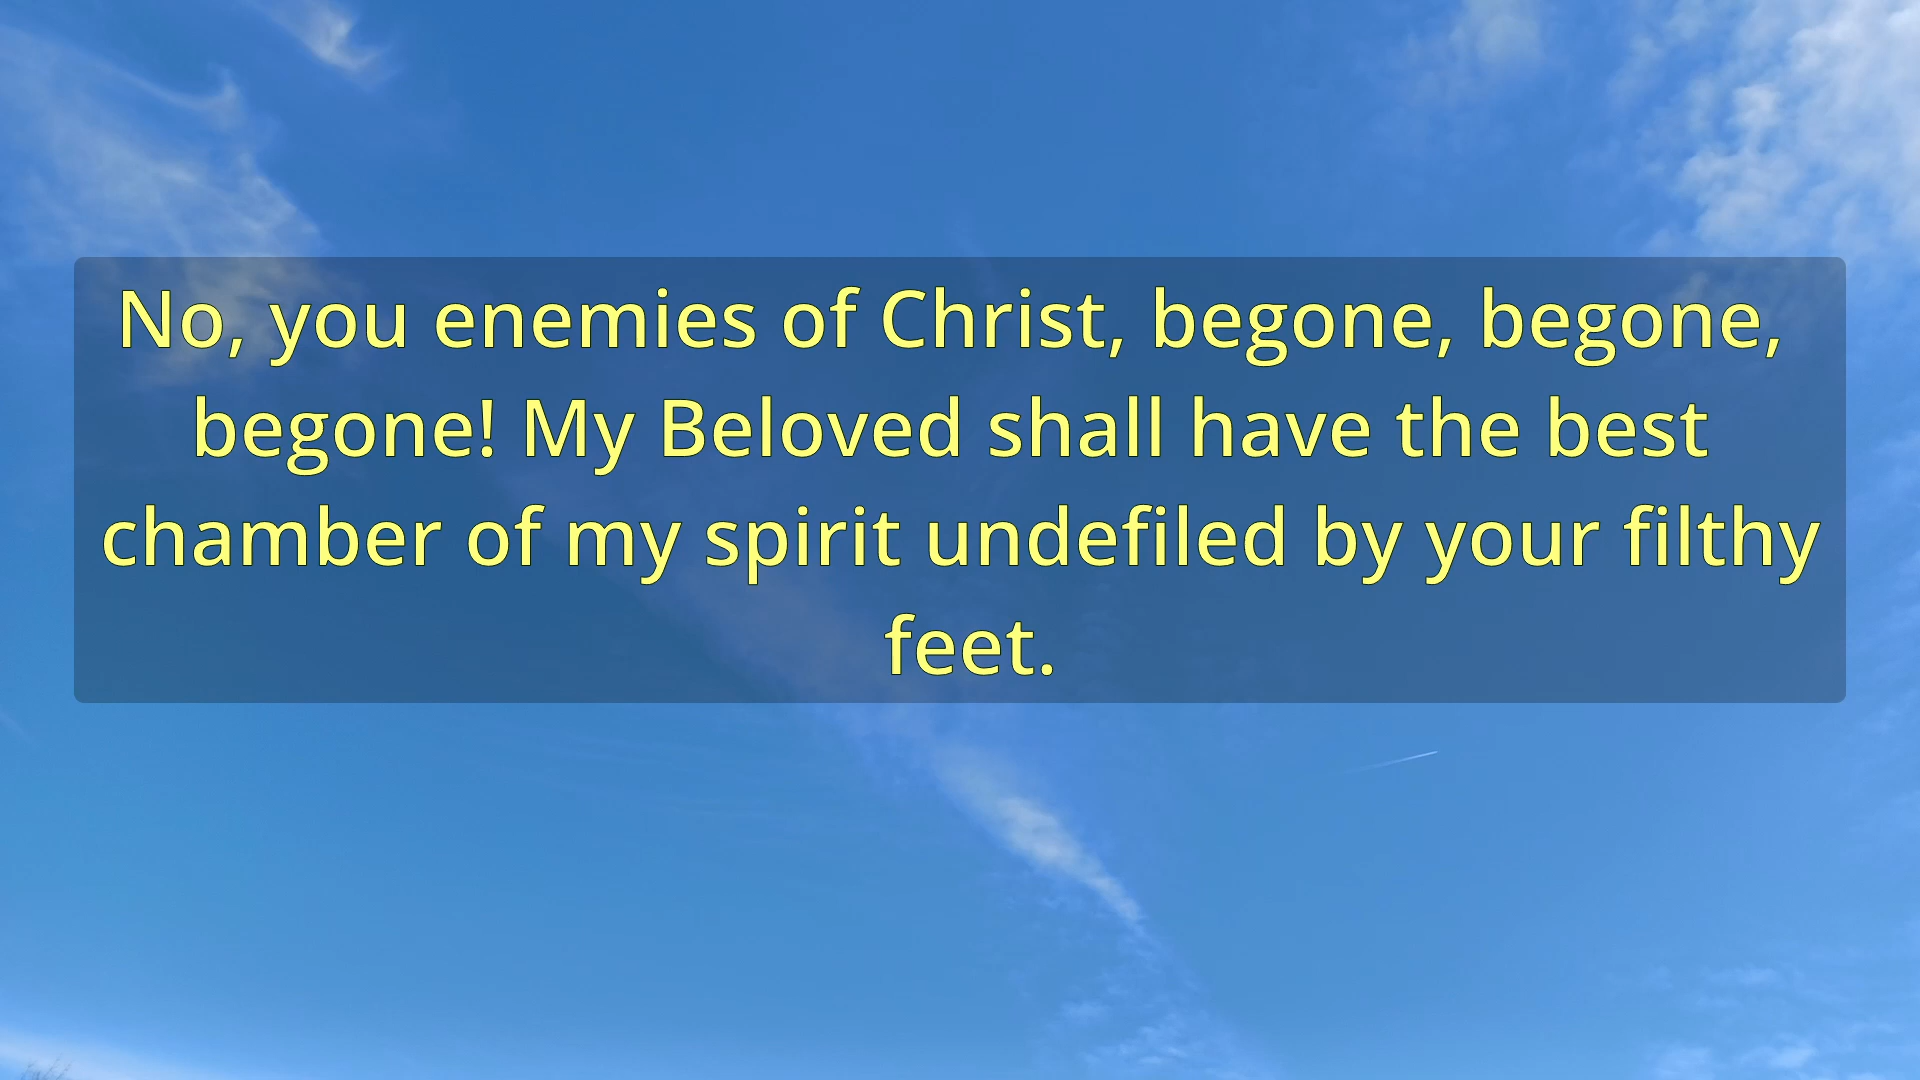 No, you enemies of Christ, begone, begone,
begone! My Beloved shall have the best
chamber of my spirit undefiled by your filthy
feet.